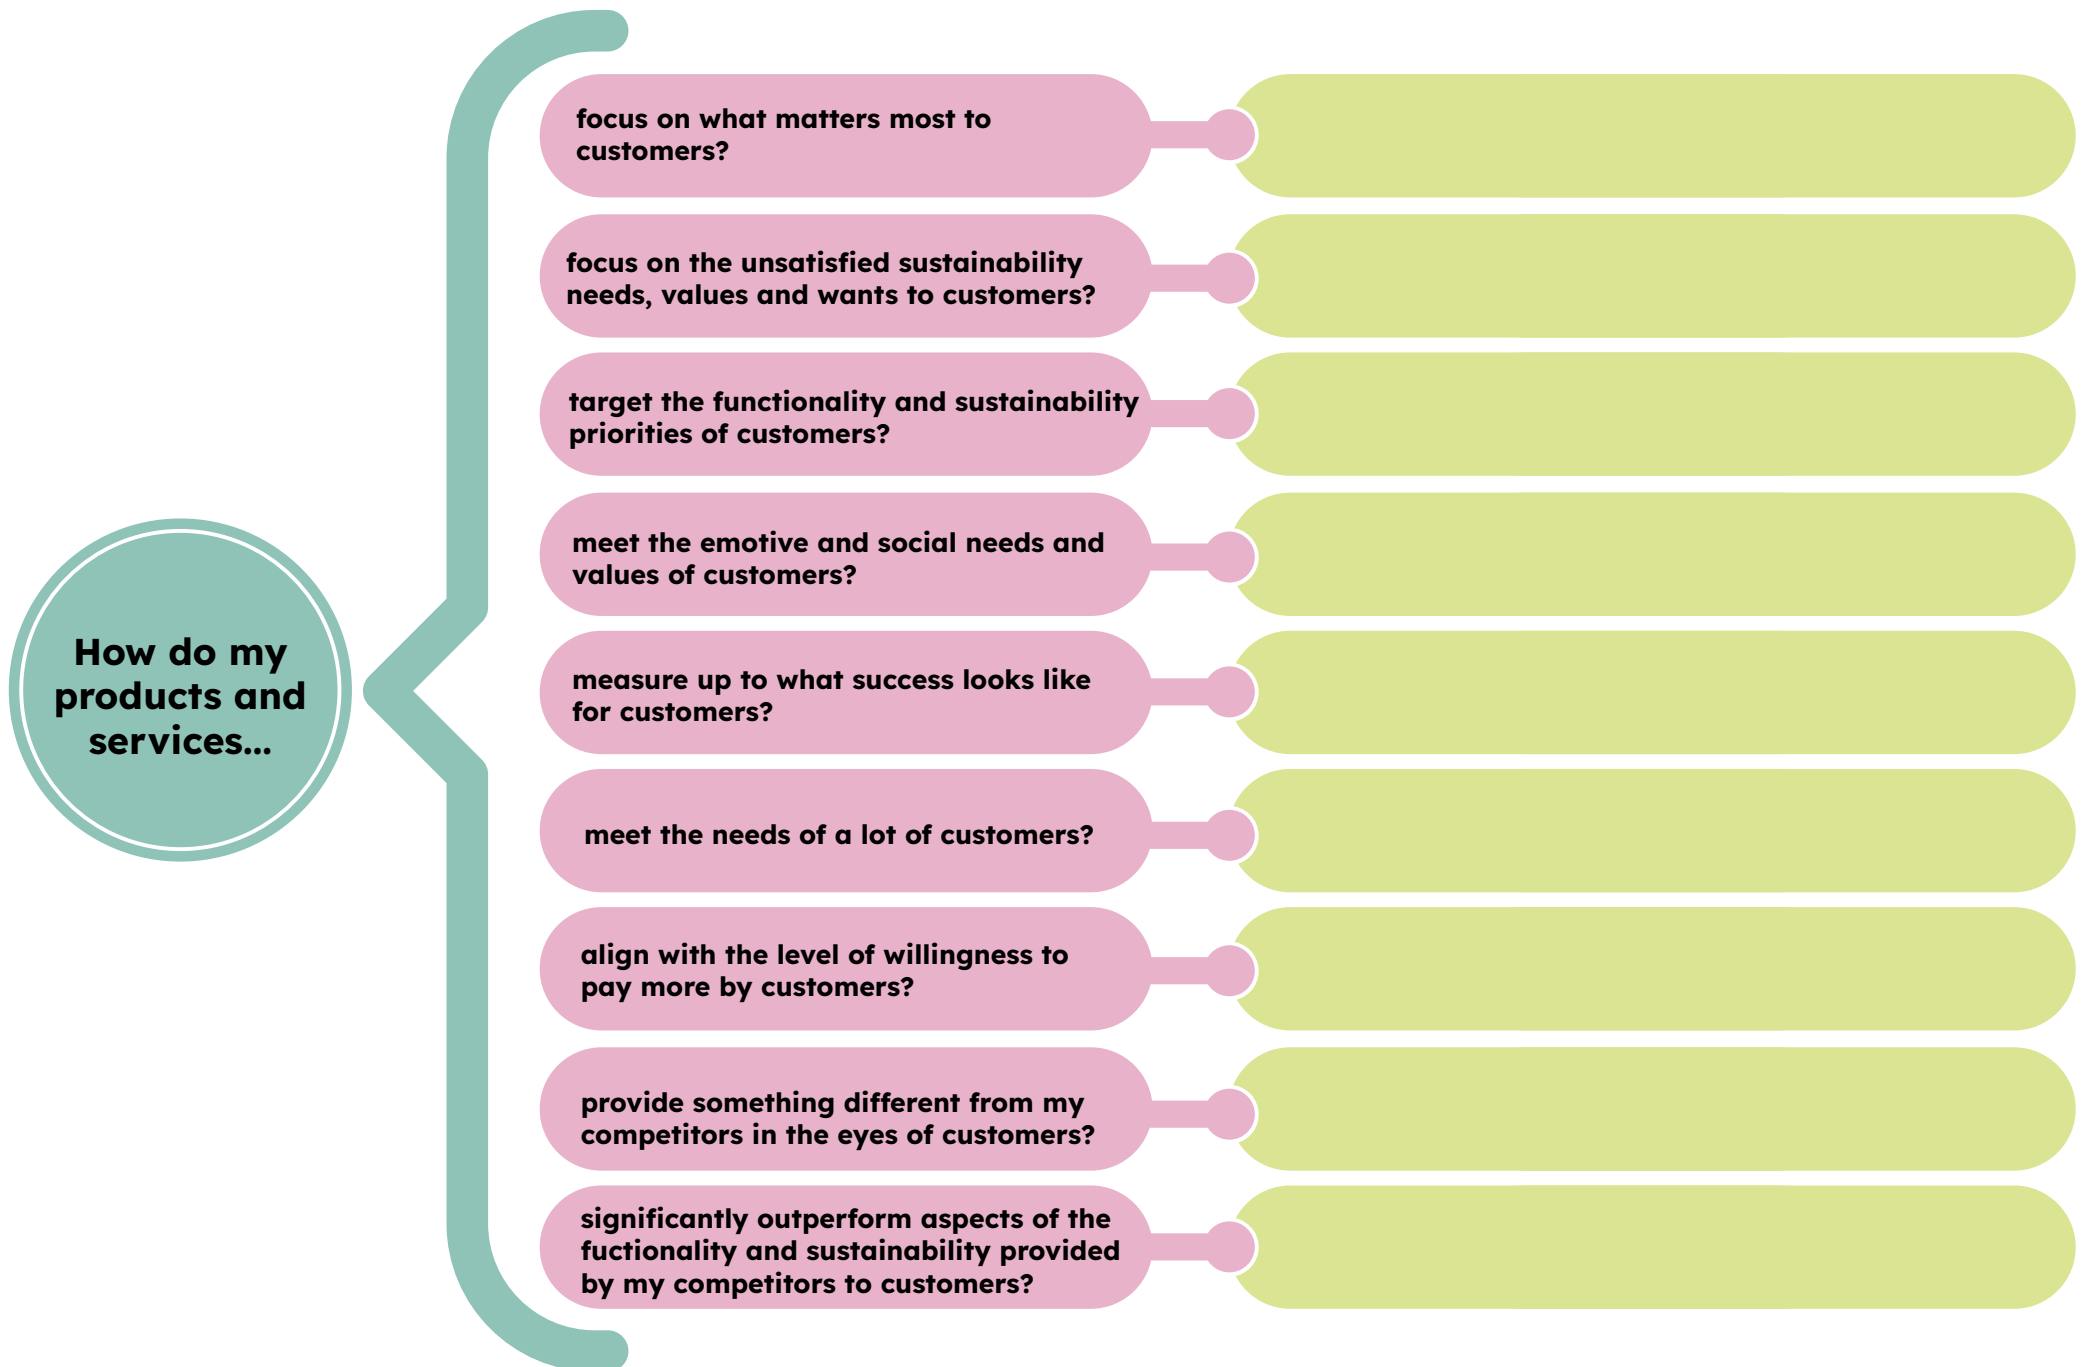 How do my
products and
services...
focus on what matters most to
customers?
focus on the unsatisfied sustainability
needs, values and wants to customers?
target the functionality and sustainability
priorities of customers?
meet the emotive and social needs and
values of customers?
measure up to what success looks like
for customers?
meet the needs of a lot of customers?
align with the level of willingness to
pay more by customers?
provide something different from my
competitors in the eyes of customers?
significantly outperform aspects of the
fuctionality and sustainability provided
by my competitors to customers?